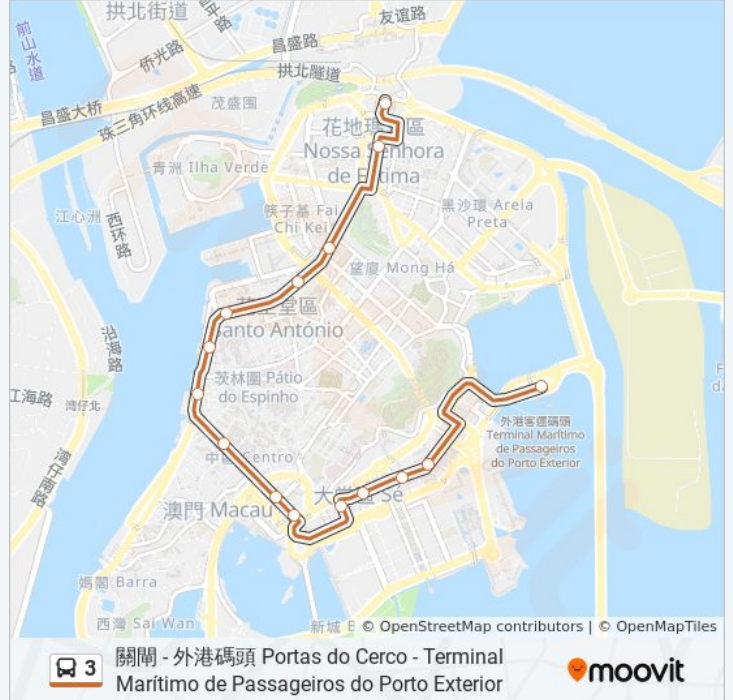 拱北街道
友谊路
昌平路
前山水道
昌盛路
侨光路
拱北隧道
昌盛大桥
珠三角环线高速
茂盛圍
花地瑪
區
Nossa Senhora
de Fátima
青洲 Ilha Verde
江心洲
西环路
筷子基 Fai
Chi Kei
黑沙環 Areia
Preta
望廈 Mong Há
堂區
Santo António
沿海路
茨林圍 Pátio
do Espinho
江海路
湾仔北
外港客運碼頭
Terminal Marítimo
de Passageiros
do Porto Exterior
湾仔南路
中區 Centro
大堂區 Sé
澳門 Macau
媽閣 Barra
西灣 Sai Wan
新城
© OpenStreetMap contributors | © OpenMapTiles
3
關閘 - 外港碼頭 Portas do Cerco - Terminal
Marítimo de Passageiros do Porto Exterior
moovit